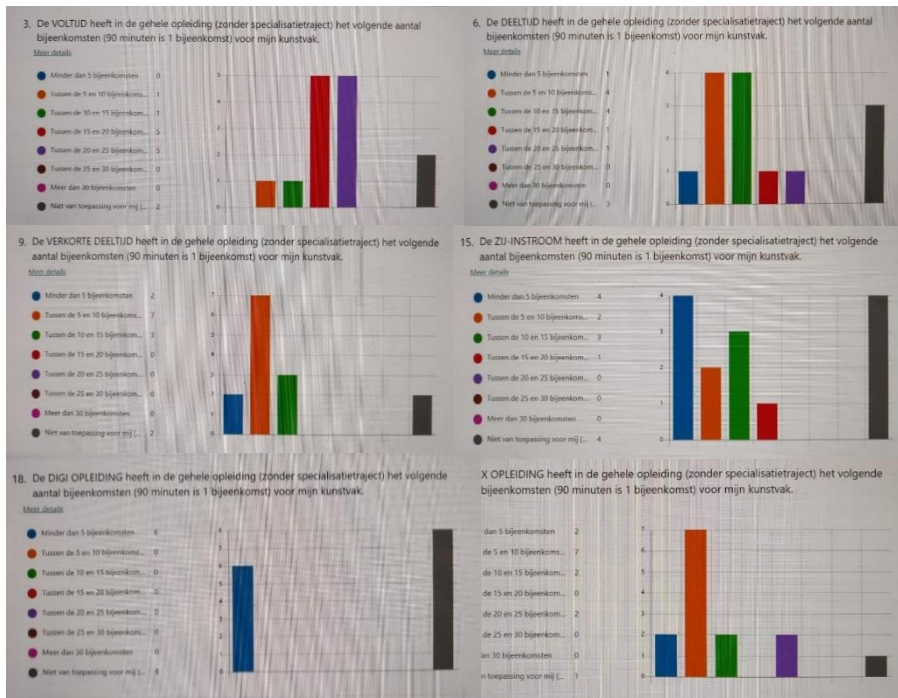 3. De VOLTIJD heeft in de gehele opleiding (zonder specialisatietraject) het volgende aantal
bijeenkomsten (90 minuten is 1 bijeenkomst) voor mijn kunstvak.
Meer details
Minder dan 5 bijeenkomsten 0
Tussen de 5 en 10 bijeenkoms... 1
Tussen de 10 en 15 bijeenkom... 1
Tussen de 15 en 20 bijeenkom... 5
Tussen de 20 en 25 bijeenkom... 5
Tussen de 25 en 30 bijeenkom... 0
Meer dan 30 bijeenkomsten 0
Niet van toepassing voor mij (... 2
6. De DEELTIJD heeft in de gehele opleiding (zonder specialisatietraject) het volgende aantal
bijeenkomsten (90 minuten is 1 bijeenkomst) voor mijn kunstvak.
Meer details
Minder dan 5 bijeenkomsten 1
Tussen de 5 en 10 bijeenkoms... 4
Tussen de 10 en 15 bijeenkom... 4
Tussen de 15 en 20 bijeenkom... 1
Tussen de 20 en 25 bijeenkom... 1
Tussen de 25 en 30 bijeenkom... 0
Meer dan 30 bijeenkomsten 0
Niet van toepassing voor mij (... 3
9. De VERKORTE DEELTIJD heeft in de gehele opleiding (zonder specialisatietraject) het volgende
aantal bijeenkomsten (90 minuten is 1 bijeenkomst) voor mijn kunstvak.
Meer details
Minder dan 5 bijeenkomsten 2
Tussen de 5 en 10 bijeenkoms... 7
Tussen de 10 en 15 bijeenkom... 3
Tussen de 15 en 20 bijeenkom... 0
Tussen de 20 en 25 bijeenkom... 0
Tussen de 25 en 30 bijeenkom... 0
Meer dan 30 bijeenkomsten 0
Niet van toepassing voor mij (... 2
15. De ZIJ-INSTROOM heeft in de gehele opleiding (zonder specialisatietraject) het volgende
aantal bijeenkomsten (90 minuten is 1 bijeenkomst) voor mijn kunstvak.
Meer details
Minder dan 5 bijeenkomsten 4
Tussen de 5 en 10 bijeenkoms... 2
Tussen de 10 en 15 bijeenkom... 3
Tussen de 15 en 20 bijeenkom... 1
Tussen de 20 en 25 bijeenkom... 0
Tussen de 25 en 30 bijeenkom... 0
Meer dan 30 bijeenkomsten 0
Niet van toepassing voor mij (... 4
18. De DIGI OPLEIDING heeft in de gehele opleiding (zonder specialisatietraject) het volgende
aantal bijeenkomsten (90 minuten is 1 bijeenkomst) voor mijn kunstvak.
Meer details
Minder dan 5 bijeenkomsten 6
Tussen de 5 en 10 bijeenkoms... 0
Tussen de 10 en 15 bijeenkom... 0
Tussen de 15 en 20 bijeenkom... 0
Tussen de 20 en 25 bijeenkom... 0
Tussen de 25 en 30 bijeenkom... 0
Meer dan 30 bijeenkomsten 0
Niet van toepassing voor mij (... 8
X OPLEIDING heeft in de gehele opleiding (zonder specialisatietraject) het volgende
bijeenkomsten (90 minuten is 1 bijeenkomst) voor mijn kunstvak.
dan 5 bijeenkomsten 2
de 5 en 10 bijeenkoms... 7
de 10 en 15 bijeenkom... 2
de 15 en 20 bijeenkom... 0
de 20 en 25 bijeenkom... 2
de 25 en 30 bijeenkom... 0
an 30 bijeenkomsten 0
n toepassing voor mij (... 1